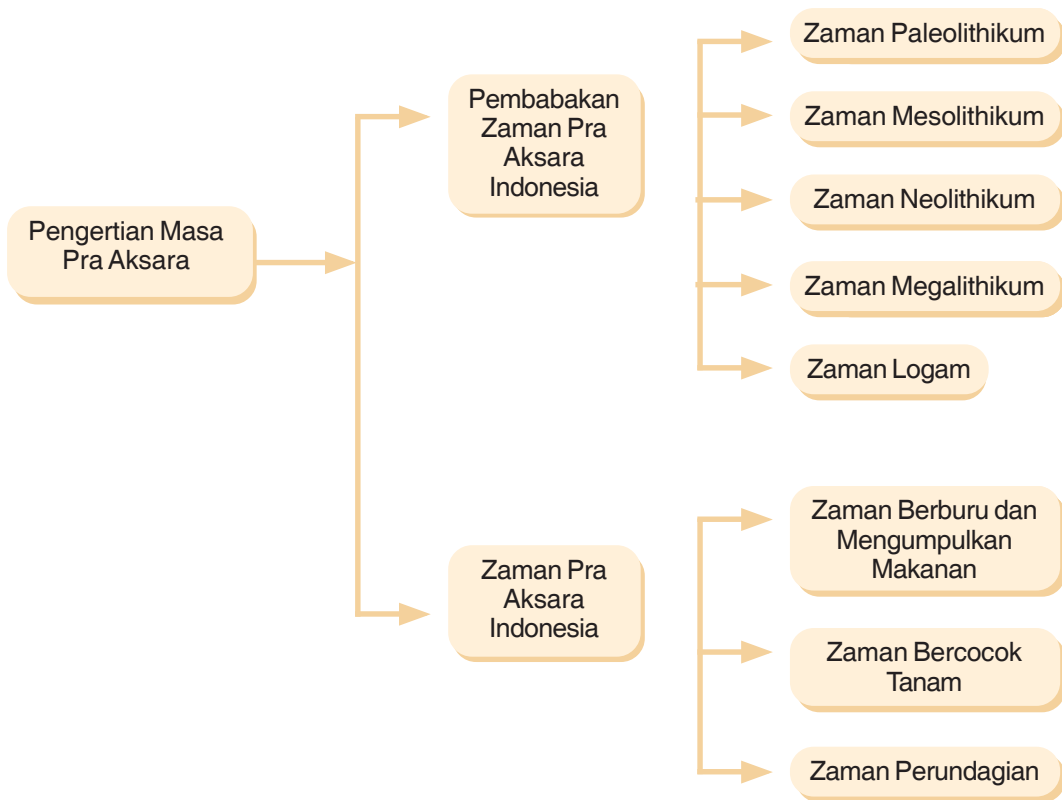 Pengertian Masa
Pra Aksara
Pembabakan
Zaman Pra
Aksara
Indonesia
Zaman Paleolithikum
Zaman Mesolithikum
Zaman Neolithikum
Zaman Megalithikum
Zaman Logam
Zaman Pra
Aksara
Indonesia
Zaman Berburu dan
Mengumpulkan
Makanan
Zaman Bercocok
Tanam
Zaman Perundagian